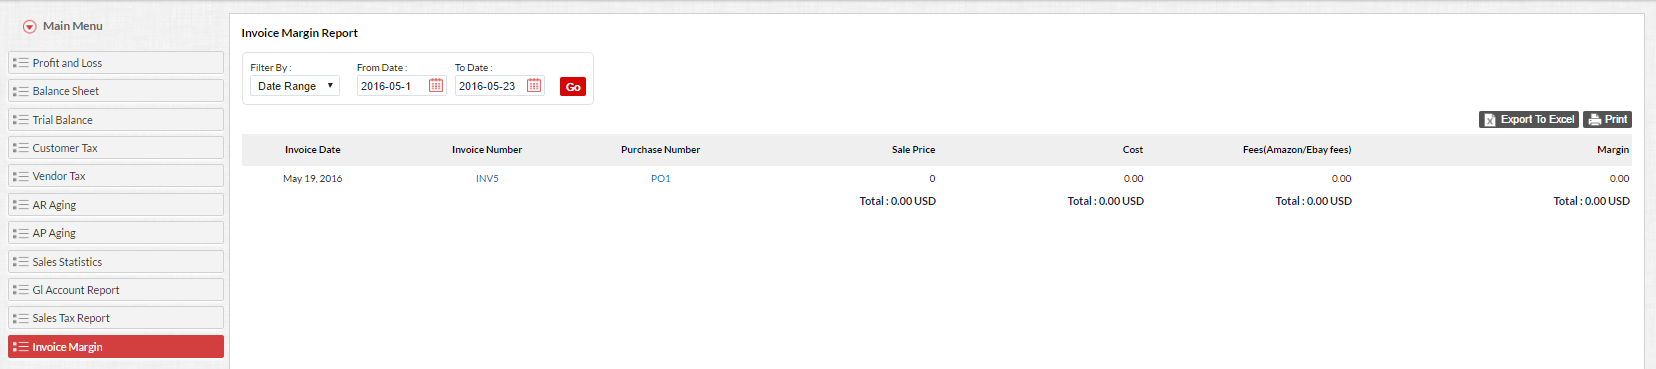 Main Menu
Profit and Loss
Balance Sheet
Trial Balance
Customer Tax
Vendor Tax
AR Aging
AP Aging
Sales Statistics
Gl Account Report
Sales Tax Report
Invoice Margin
Invoice Margin Report
Filter By : From Date : To Date :
Date Range 2016-05-1 2016-05-23 Go
Export To Excel Print
Invoice Date Invoice Number Purchase Number Sale Price Cost Fees(Amazon/Ebay fees) Margin
May 19, 2016 INV5 PO1 0 0.00 0.00 0.00
Total : 0.00 USD Total : 0.00 USD Total : 0.00 USD Total : 0.00 USD